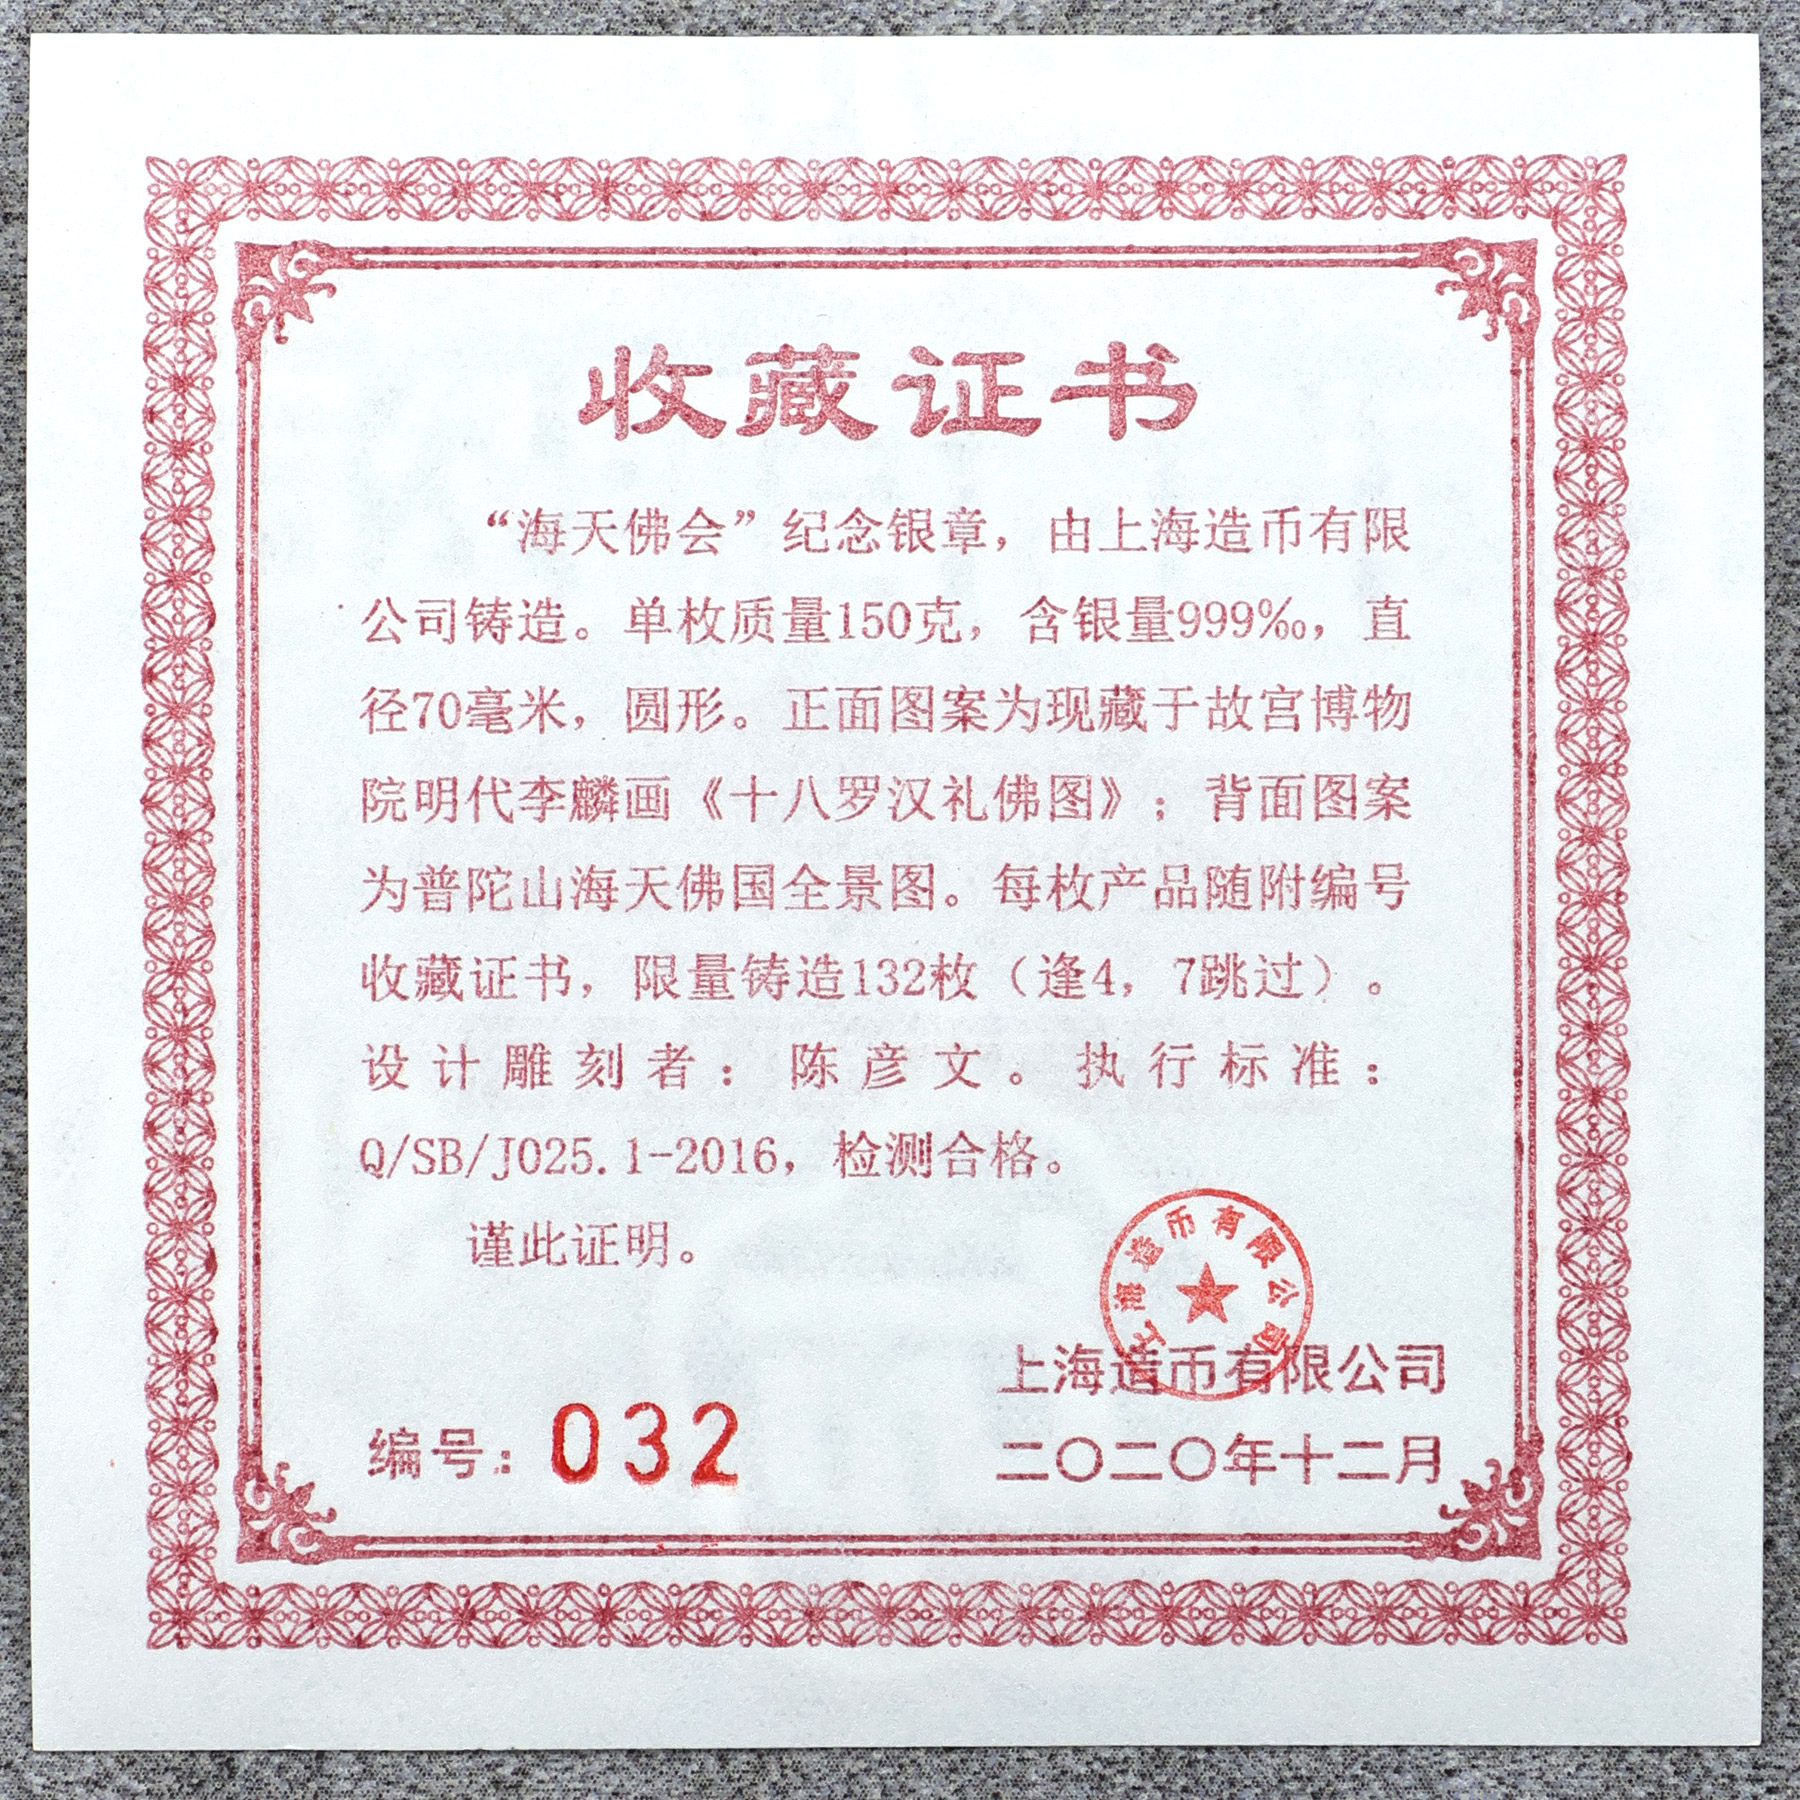 收藏证书
“海天佛会”纪念银章，由上海造币有限
公司铸造。单枚质量150克，含银量999‰，直
径70毫米，圆形。正面图案为现藏于故宫博物
院明代李麟画《十八罗汉礼佛图》；背面图案
为普陀山海天佛国全景图。每枚产品随附编号
收藏证书，限量铸造132枚（逢4，7跳过）。
设计雕刻者：陈彦文。执行标准：
Q/SB/J025.1-2016，检测合格。
谨此证明。
上海造币有限公司
上海造币有限公司
编号：032
二〇二〇年十二月